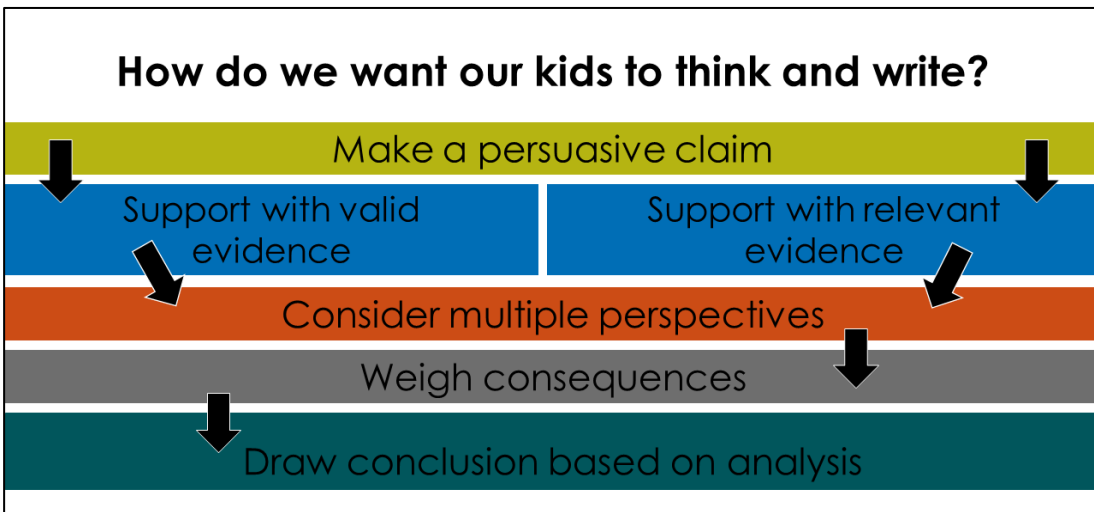 How do we want our kids to think and write?
Make a persuasive claim
Support with valid
evidence
Support with relevant
evidence
Consider multiple perspectives
Weigh consequences
Draw conclusion based on analysis